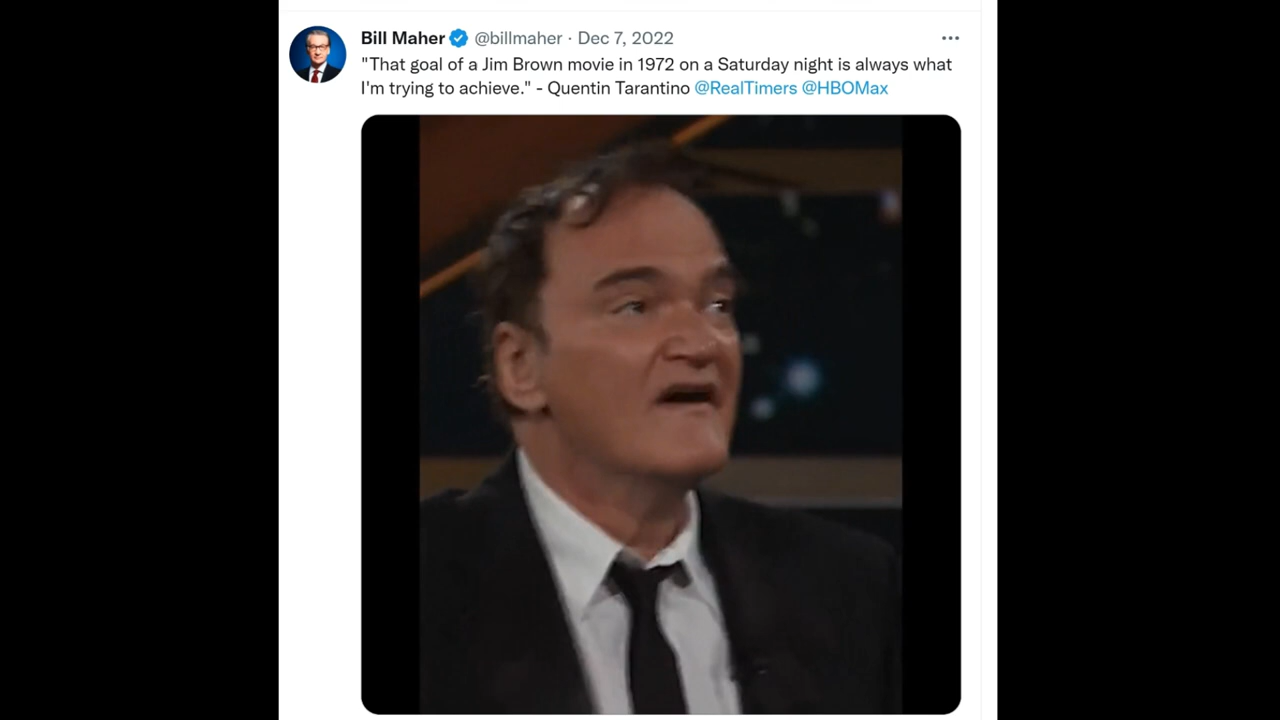 Bill Maher @billmaher · Dec 7, 2022
"That goal of a Jim Brown movie in 1972 on a Saturday night is always what
I'm trying to achieve." - Quentin Tarantino @RealTimers @HBOMax